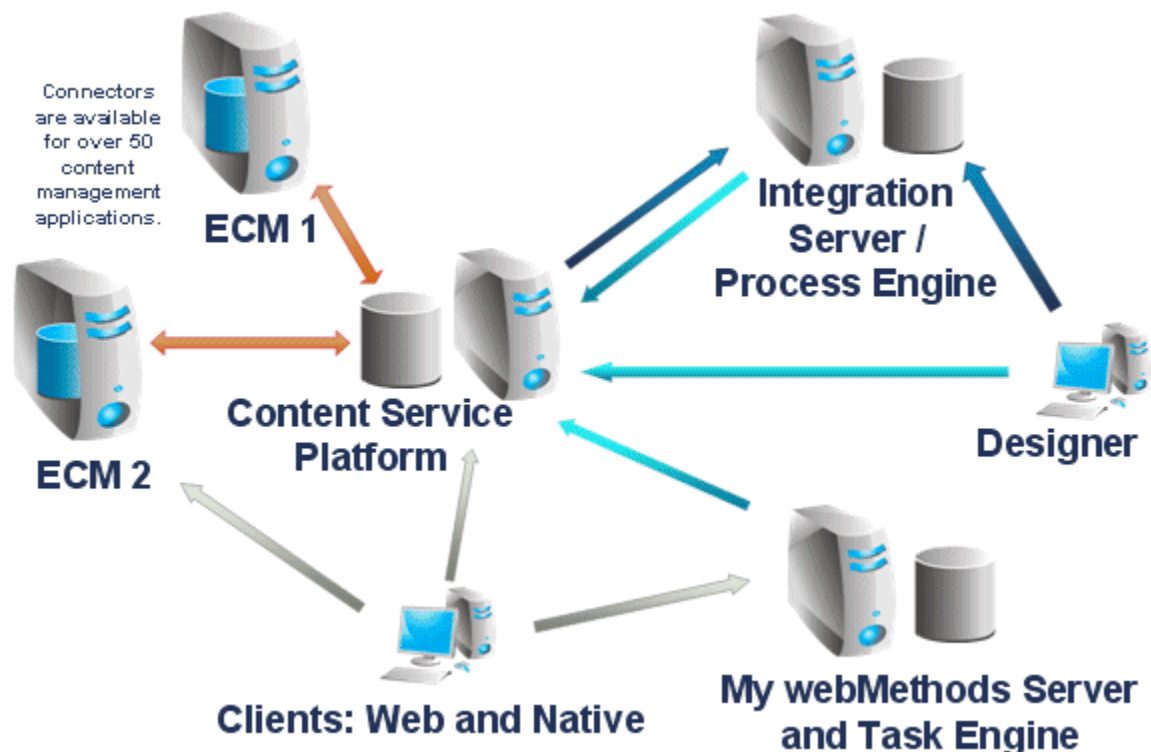 Connectors
are available
for over 50
content
management
applications.
ECM 1
Integration
Server /
Process Engine
ECM 2
Content Service
Platform
Designer
Clients: Web and Native
My webMethods Server
and Task Engine